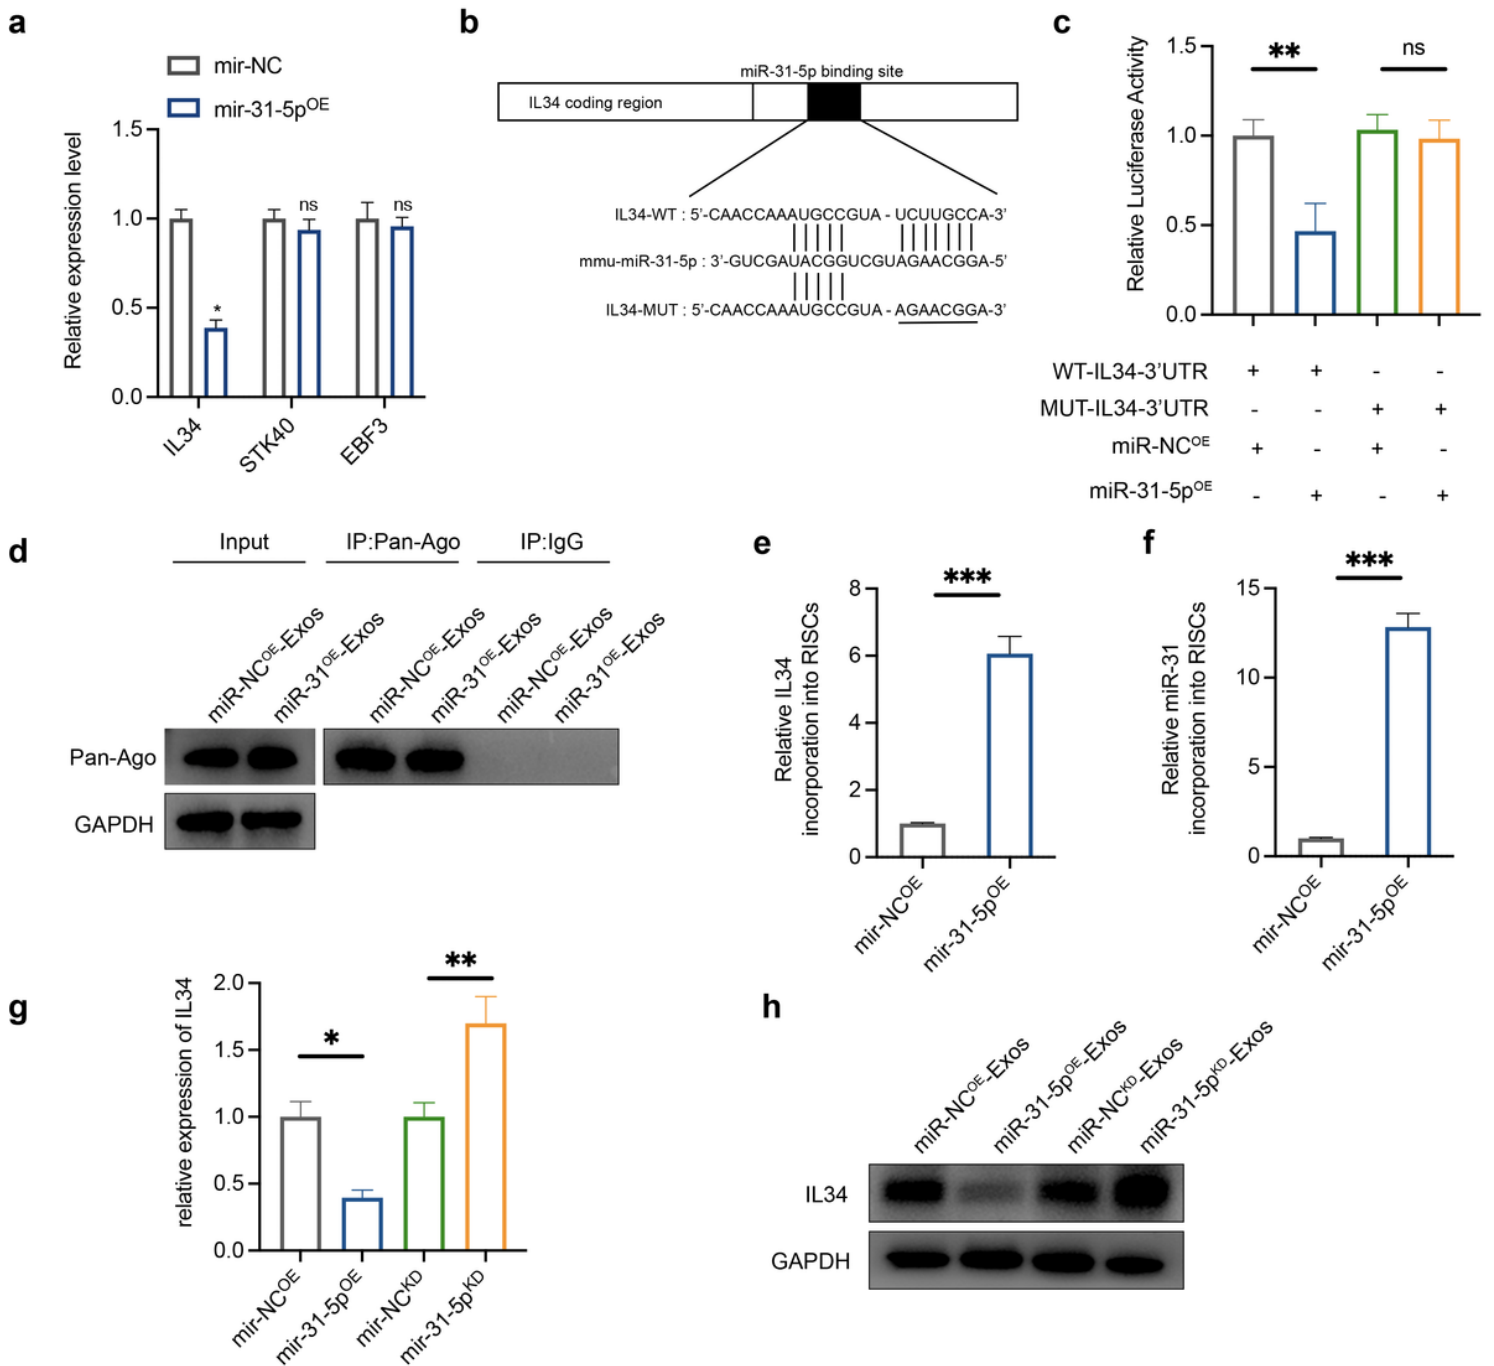 a
mir-NC
mir-31-5pOE
Relative expression level
1.5
1.0
0.5
0.0
ns
ns
*
IL34
STK40
EBF3
b
miR-31-5p binding site
IL34 coding region
IL34-WT : 5’-CAACCAAAUGCCGUA - UCUUGCCA-3’
mmu-miR-31-5p : 3’-GUCGAUACGGUCGUAGAACGGA-5’
IL34-MUT : 5’-CAACCAAAUGCCGUA - AGAACGGA-3’
c
Relative Luciferase Activity
1.5
1.0
0.5
0.0
**
ns
WT-IL34-3’UTR + + - -
MUT-IL34-3’UTR - - + +
miR-NCOE + - + -
miR-31-5pOE - + - +
d
Input
IP:Pan-Ago
IP:IgG
miR-NCOE-Exos
miR-31OE-Exos
miR-NCOE-Exos
miR-31OE-Exos
miR-NCOE-Exos
miR-31OE-Exos
Pan-Ago
GAPDH
e
Relative IL34
incorporation into RISCs
8
6
4
2
0
***
mir-NCOE
mir-31-5pOE
f
Relative miR-31
incorporation into RISCs
15
10
5
0
***
mir-NCOE
mir-31-5pOE
g
relative expression of IL34
2.0
1.5
1.0
0.5
0.0
*
**
mir-NCOE
mir-31-5pOE
mir-NCKD
mir-31-5pKD
h
miR-NCOE-Exos
miR-31-5pOE-Exos
miR-NCKD-Exos
miR-31-5pKD-Exos
IL34
GAPDH